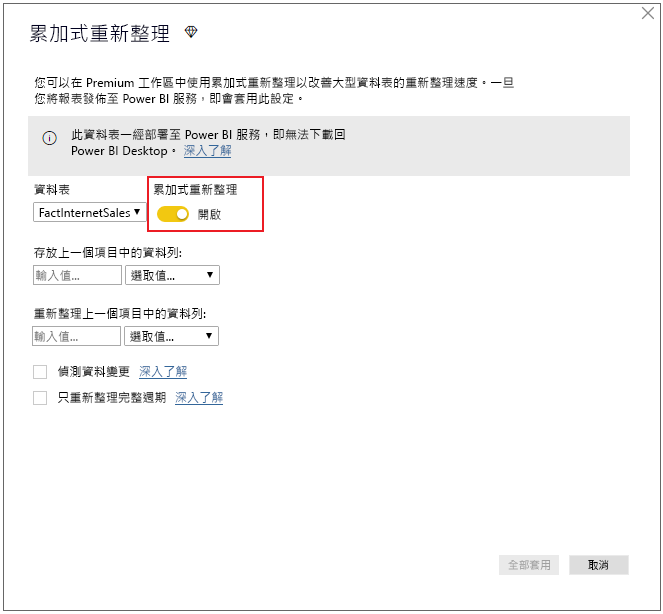 累加式重新整理
您可以在 Premium 工作區中使用累加式重新整理以改善大型資料表的重新整理速度。一旦
您將報表發佈至 Power BI 服務，即會套用此設定。
此資料表一經部署至 Power BI 服務，即無法下載回
Power BI Desktop。 深入了解
資料表 累加式重新整理
FactInternetSales 開啟
存放上一個項目中的資料列:
輸入值... 選取值...
重新整理上一個項目中的資料列:
輸入值... 選取值...
偵測資料變更 深入了解
只重新整理完整週期 深入了解
全部套用 取消